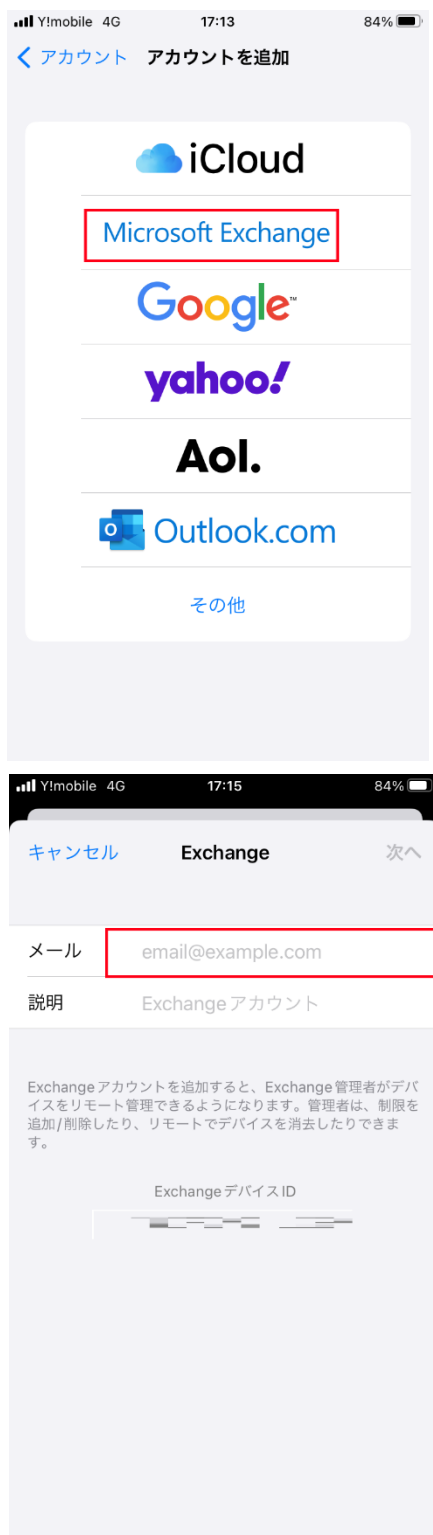 Y!mobile 4G 17:13 84%
アカウント アカウントを追加
iCloud
Microsoft Exchange
Google™
yahoo!
Aol.
Outlook.com
その他
Y!mobile 4G 17:15 84%
キャンセル Exchange 次へ
メール email@example.com
説明 Exchangeアカウント
Exchangeアカウントを追加すると、Exchange管理者がデバ
イスをリモート管理できるようになります。管理者は、制限を
追加/削除したり、リモートでデバイスを消去したりできま
す。
ExchangeデバイスID